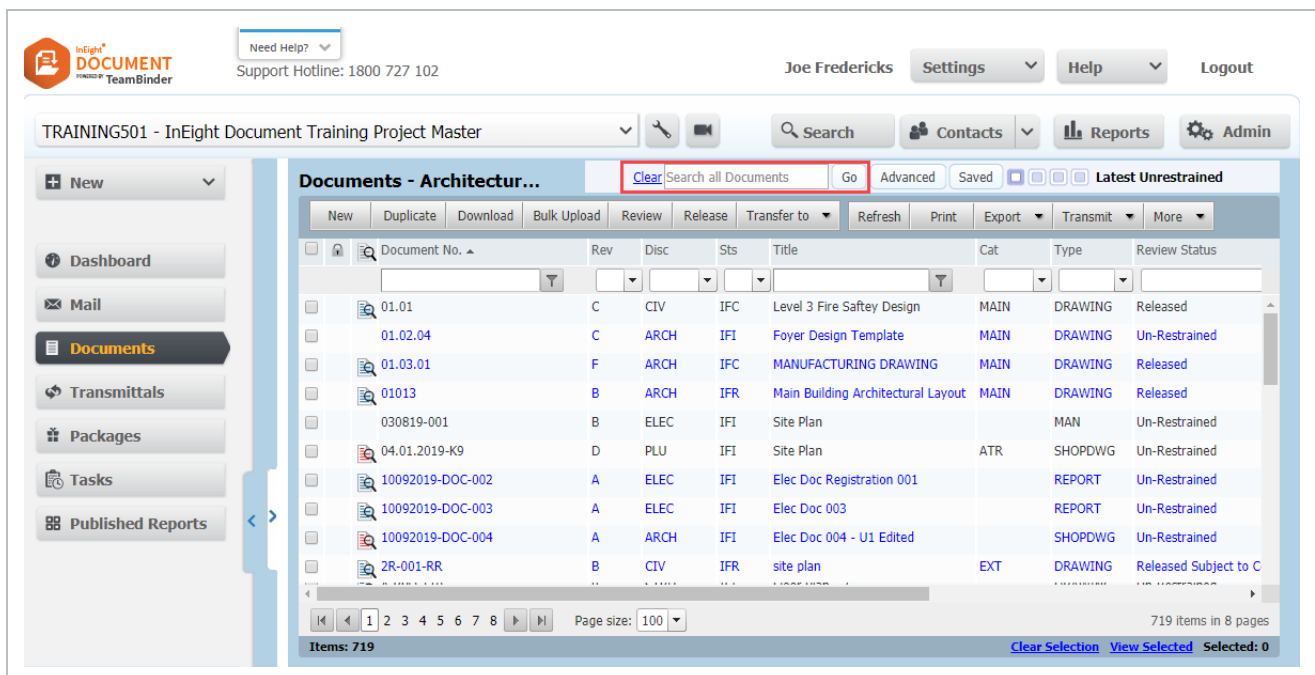 InEight
DOCUMENT
POWERED BY TeamBinder
Need Help?
Support Hotline: 1800 727 102
Joe Fredericks Settings Help Logout
TRAINING501 - InEight Document Training Project Master Search Contacts Reports Admin
New
Dashboard
Mail
Documents
Transmittals
Packages
Tasks
Published Reports
Documents - Architectur... Clear Search all Documents Go Advanced Saved Latest Unrestrained
New Duplicate Download Bulk Upload Review Release Transfer to Refresh Print Export Transmit More
Document No. Rev Disc Sts Title Cat Type Review Status
01.01 C CIV IFC Level 3 Fire Saftey Design MAIN DRAWING Released
01.02.04 C ARCH IFI Foyer Design Template MAIN DRAWING Un-Restrained
01.03.01 F ARCH IFC MANUFACTURING DRAWING MAIN DRAWING Released
01013 B ARCH IFR Main Building Architectural Layout MAIN DRAWING Released
030819-001 B ELEC IFI Site Plan MAN Un-Restrained
04.01.2019-K9 D PLU IFI Site Plan ATR SHOPDWG Un-Restrained
10092019-DOC-002 A ELEC IFI Elec Doc Registration 001 REPORT Un-Restrained
10092019-DOC-003 A ELEC IFI Elec Doc 003 REPORT Un-Restrained
10092019-DOC-004 A ARCH IFI Elec Doc 004 - U1 Edited SHOPDWG Un-Restrained
2R-001-RR B CIV IFR site plan EXT DRAWING Released Subject to C
1 2 3 4 5 6 7 8 Page size: 100 719 items in 8 pages
Items: 719 Clear Selection View Selected Selected: 0